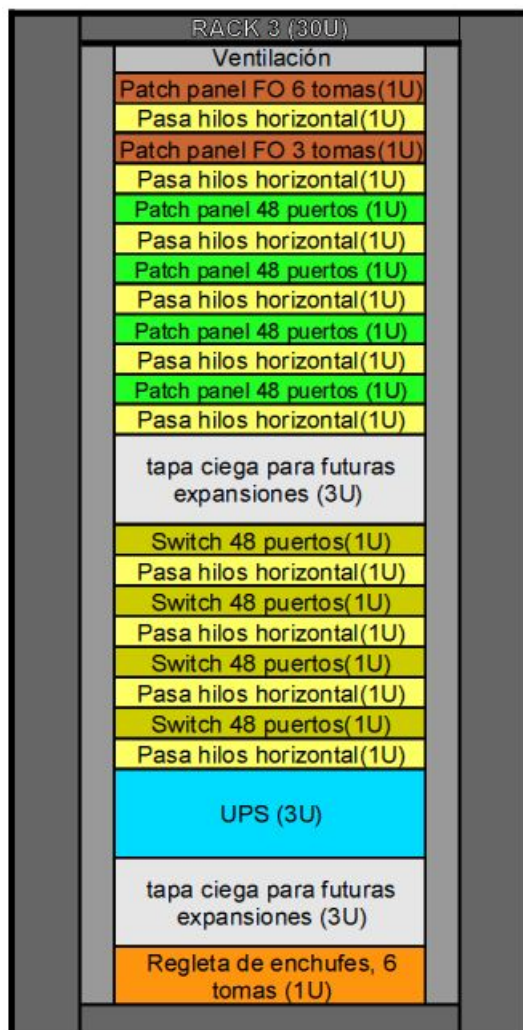 RACK 3 (30U)
Ventilación
Patch panel FO 6 tomas(1U)
Pasa hilos horizontal(1U)
Patch panel FO 3 tomas(1U)
Pasa hilos horizontal(1U)
Patch panel 48 puertos (1U)
Pasa hilos horizontal(1U)
Patch panel 48 puertos (1U)
Pasa hilos horizontal(1U)
Patch panel 48 puertos (1U)
Pasa hilos horizontal(1U)
Patch panel 48 puertos (1U)
Pasa hilos horizontal(1U)
tapa ciega para futuras
expansiones (3U)
Switch 48 puertos(1U)
Pasa hilos horizontal(1U)
Switch 48 puertos(1U)
Pasa hilos horizontal(1U)
Switch 48 puertos(1U)
Pasa hilos horizontal(1U)
Switch 48 puertos(1U)
Pasa hilos horizontal(1U)
UPS (3U)
tapa ciega para futuras
expansiones (3U)
Regleta de enchufes, 6
tomas (1U)